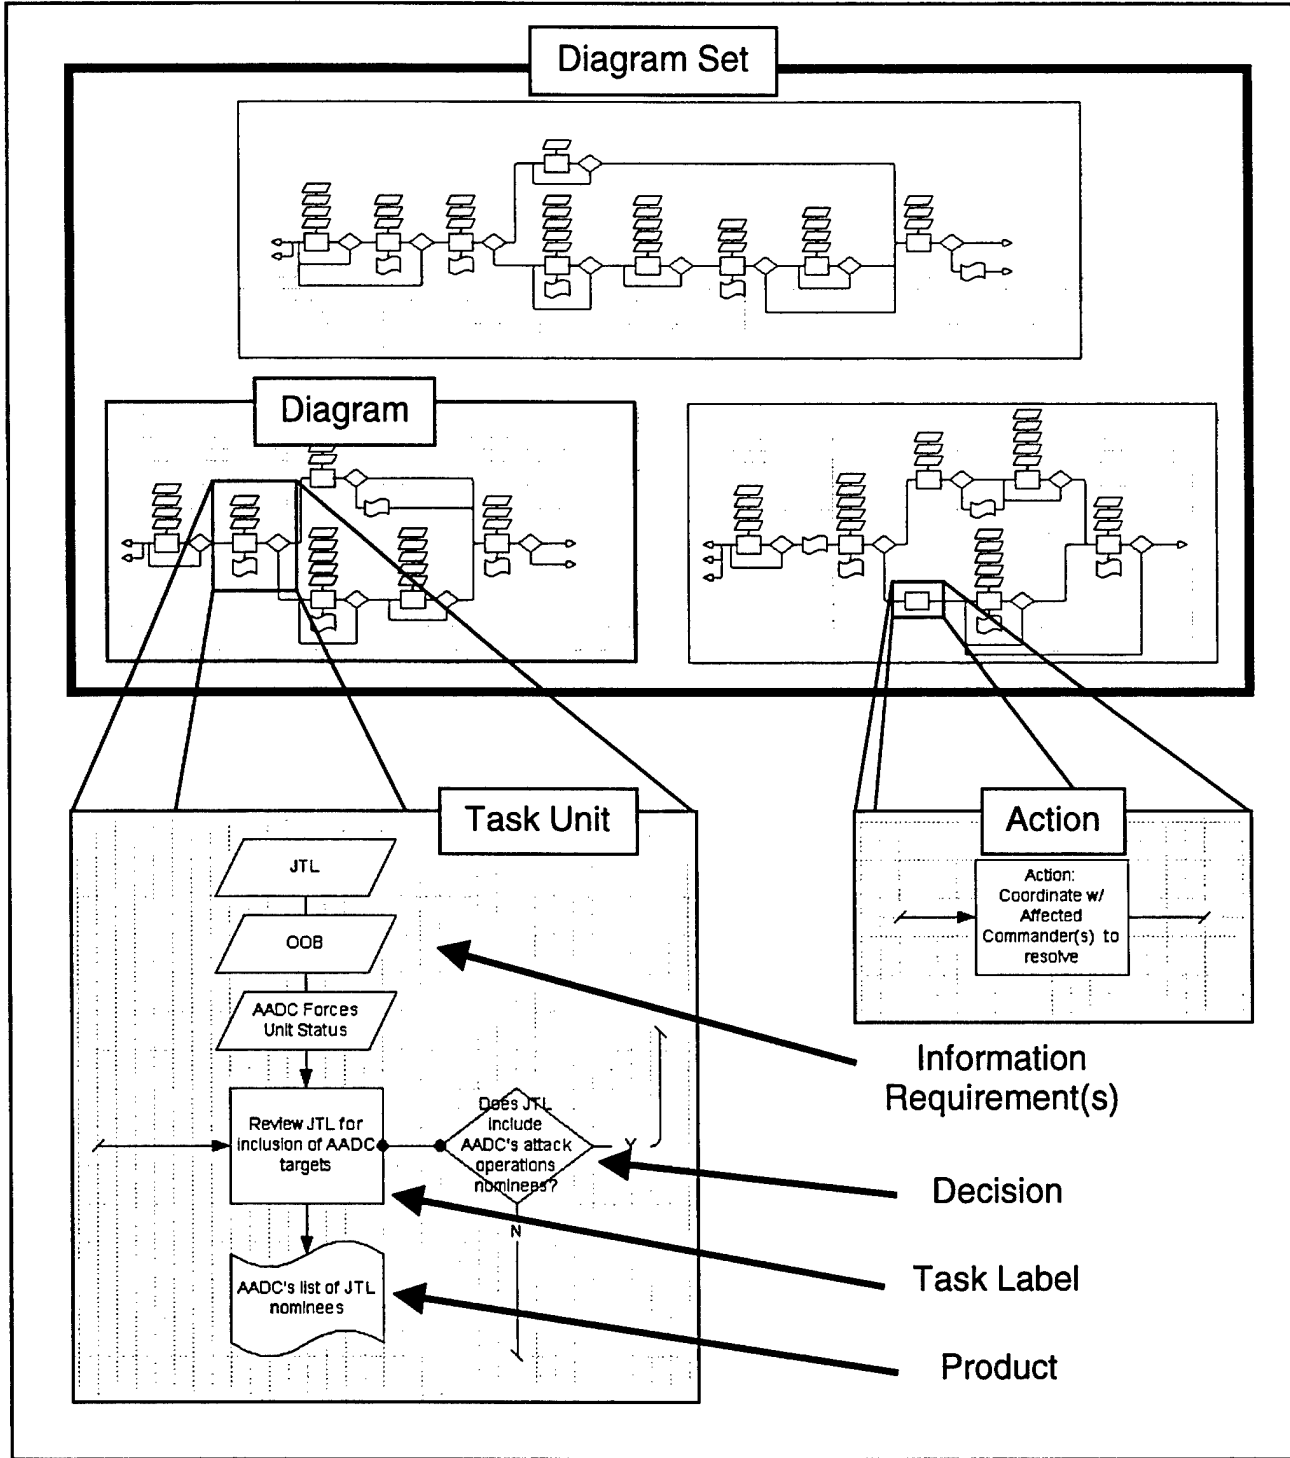 Diagram Set
Diagram
Task Unit
JTL
OOB
AADC Forces
Unit Status
Review JTL for
inclusion of AADC
targets
Does JTL
include
AADC's attack
operations
nominees?
Y
N
AADC's list of JTL
nominees
Action
Action:
Coordinate w/
Affected
Commander(s) to
resolve
Information
Requirement(s)
Decision
Task Label
Product